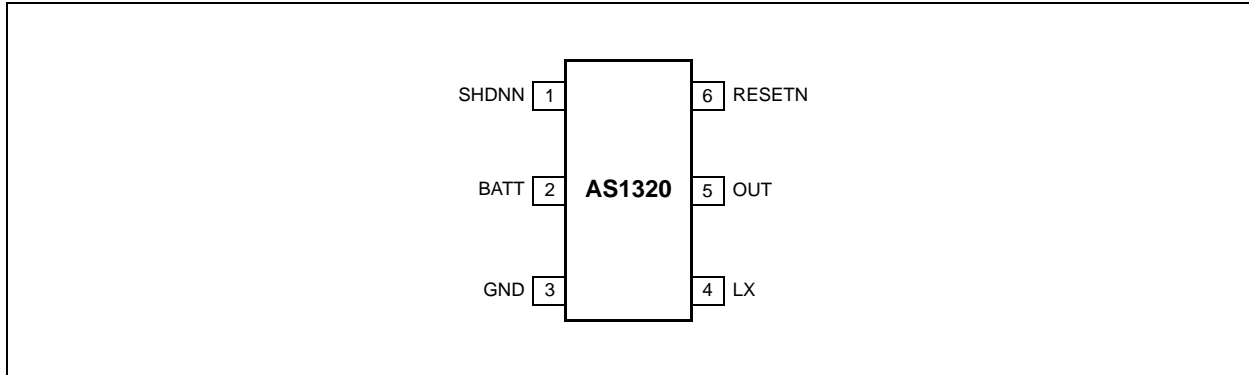 SHDNN 1 6 RESETN
BATT 2 AS1320 5 OUT
GND 3 4 LX